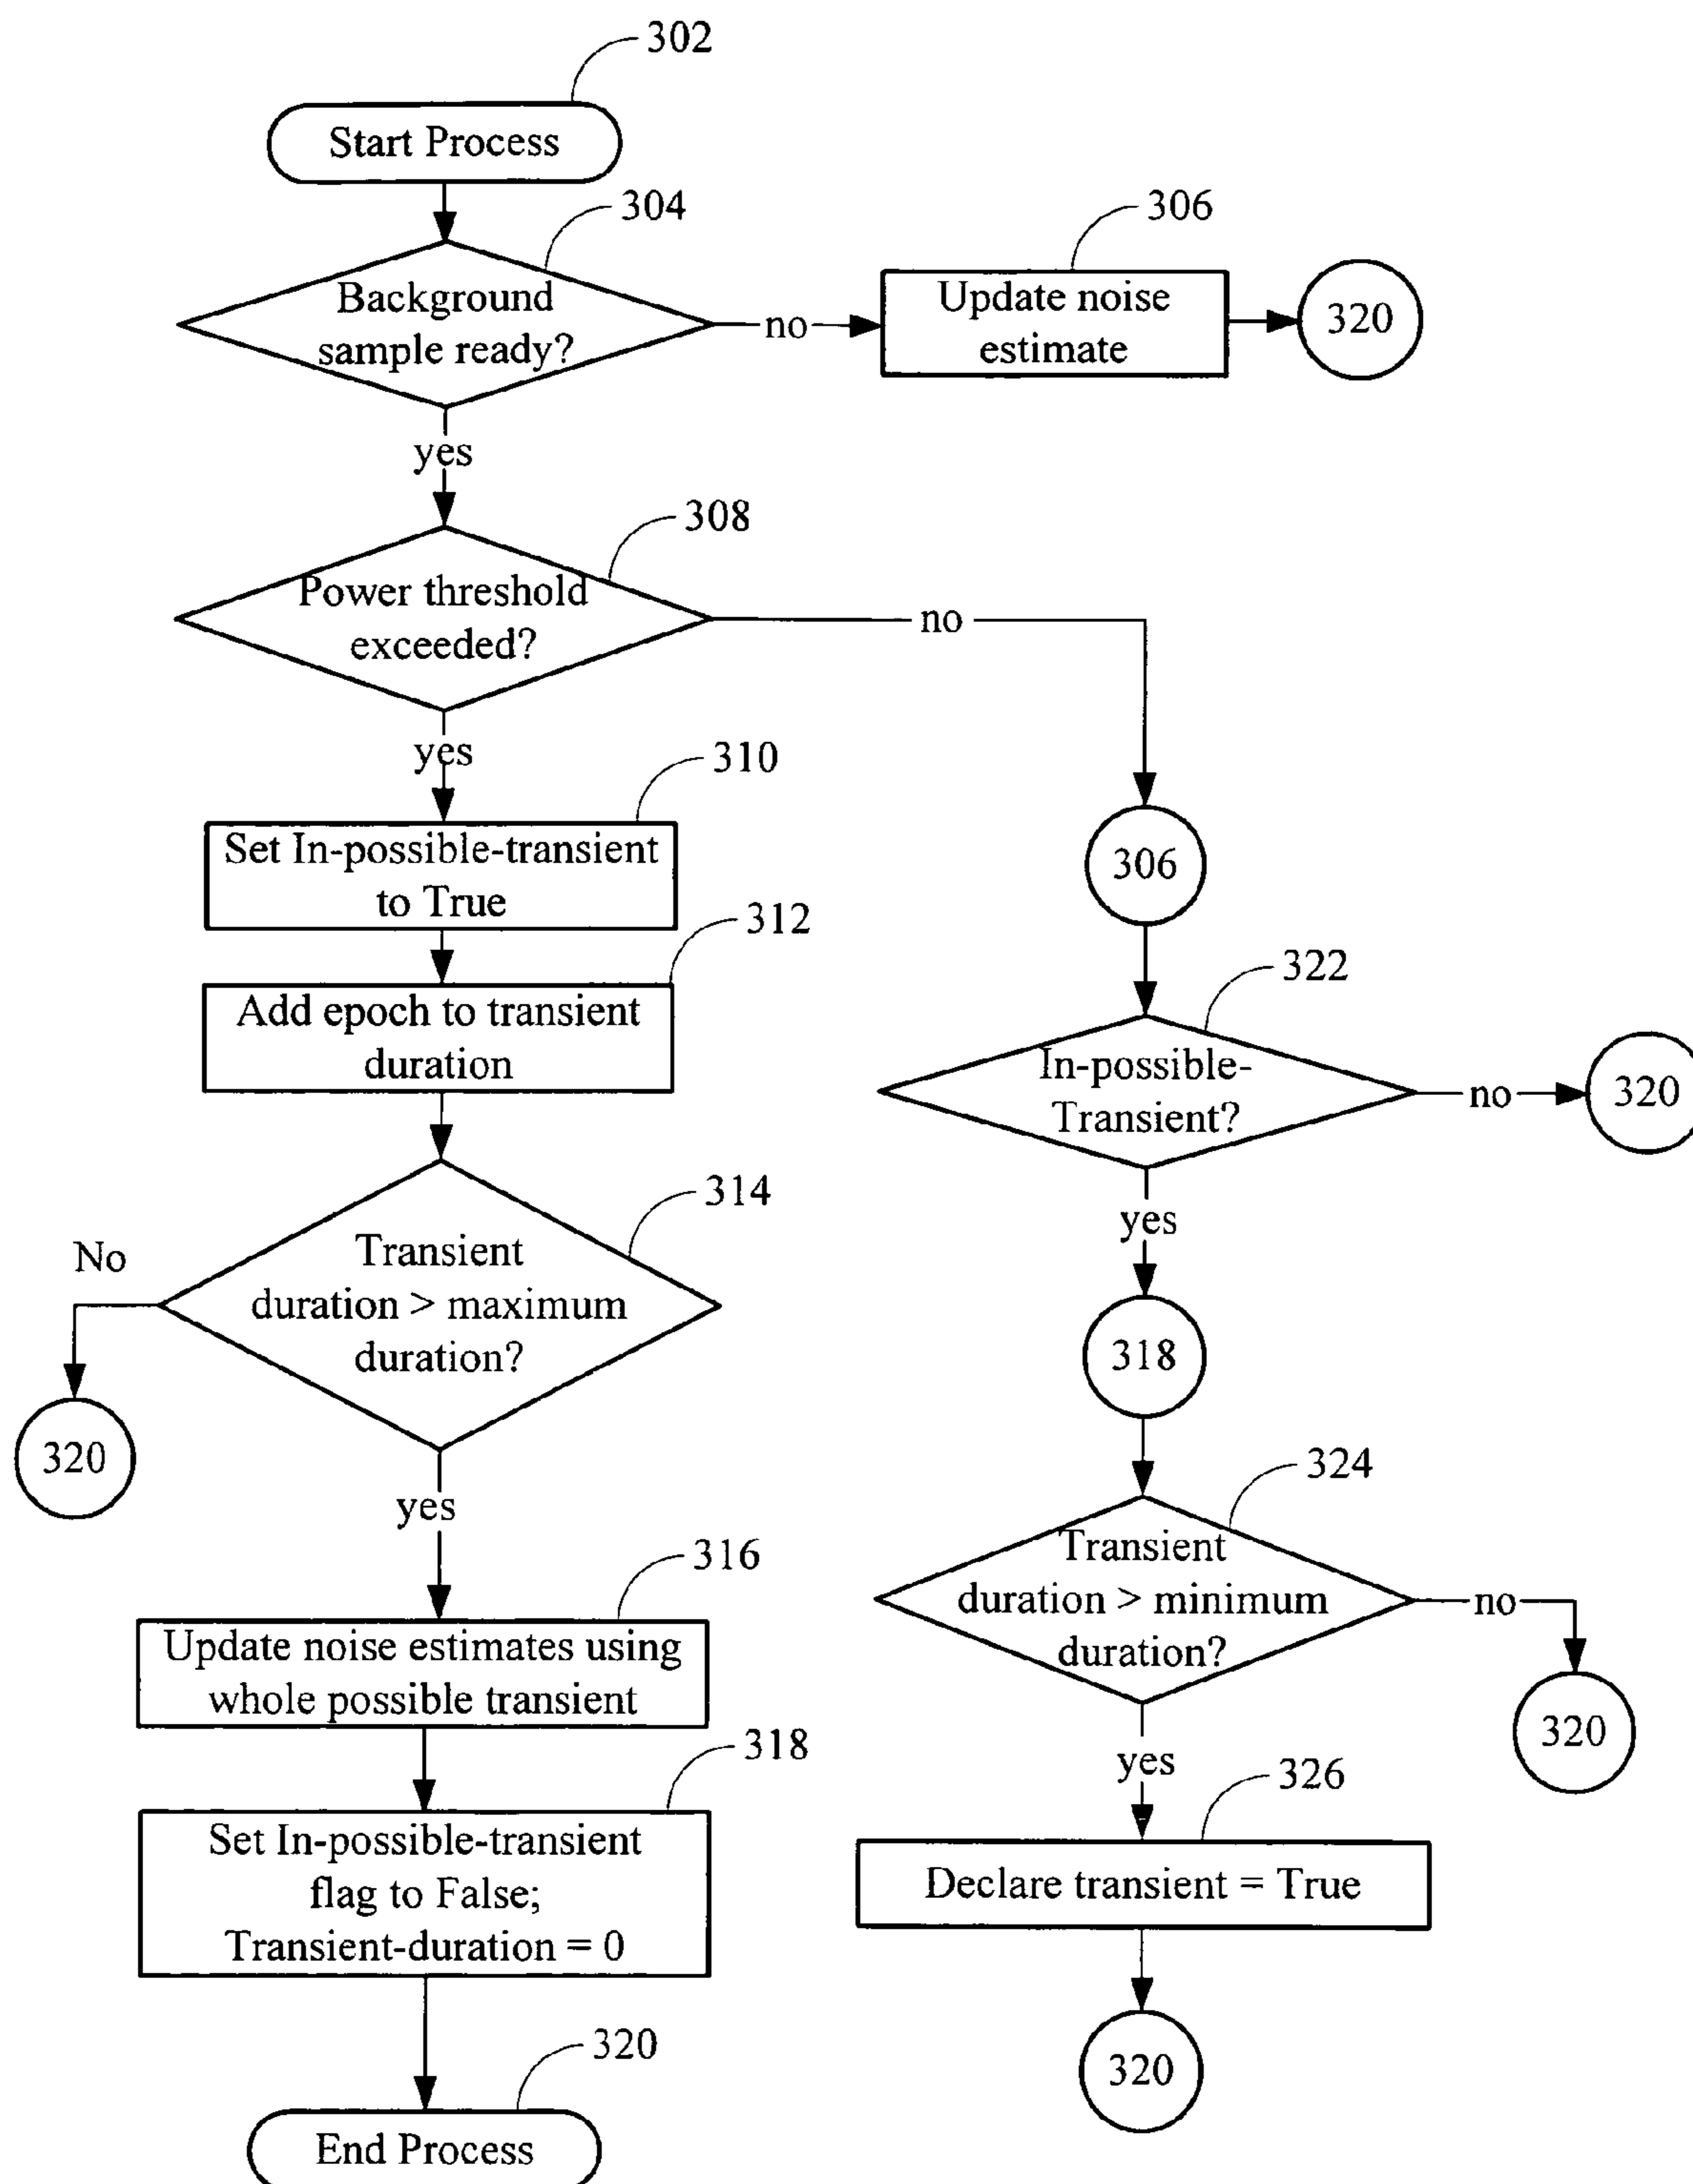 302
Start Process
304
306
Background
sample ready?
no
Update noise
estimate
320
yes
308
Power threshold
exceeded?
no
yes
310
Set In-possible-transient
to True
306
312
Add epoch to transient
duration
322
In-possible-
Transient?
no
320
yes
314
Transient
duration > maximum
duration?
No
320
318
yes
324
Transient
duration > minimum
duration?
no
320
316
Update noise estimates using
whole possible transient
318
Set In-possible-transient
flag to False;
Transient-duration = 0
yes
326
Declare transient = True
320
320
End Process